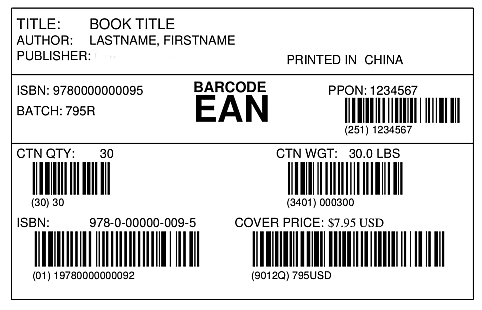 TITLE: BOOK TITLE
AUTHOR: LASTNAME, FIRSTNAME
PUBLISHER:
PRINTED IN CHINA
ISBN: 9780000000095
BARCODE
EAN
PPON: 1234567
BATCH: 795R
(251) 1234567
CTN QTY: 30
CTN WGT: 30.0 LBS
(30) 30
(3401) 000300
ISBN: 978-0-00000-009-5
COVER PRICE: $7.95 USD
(01) 19780000000092
(9012Q) 795USD